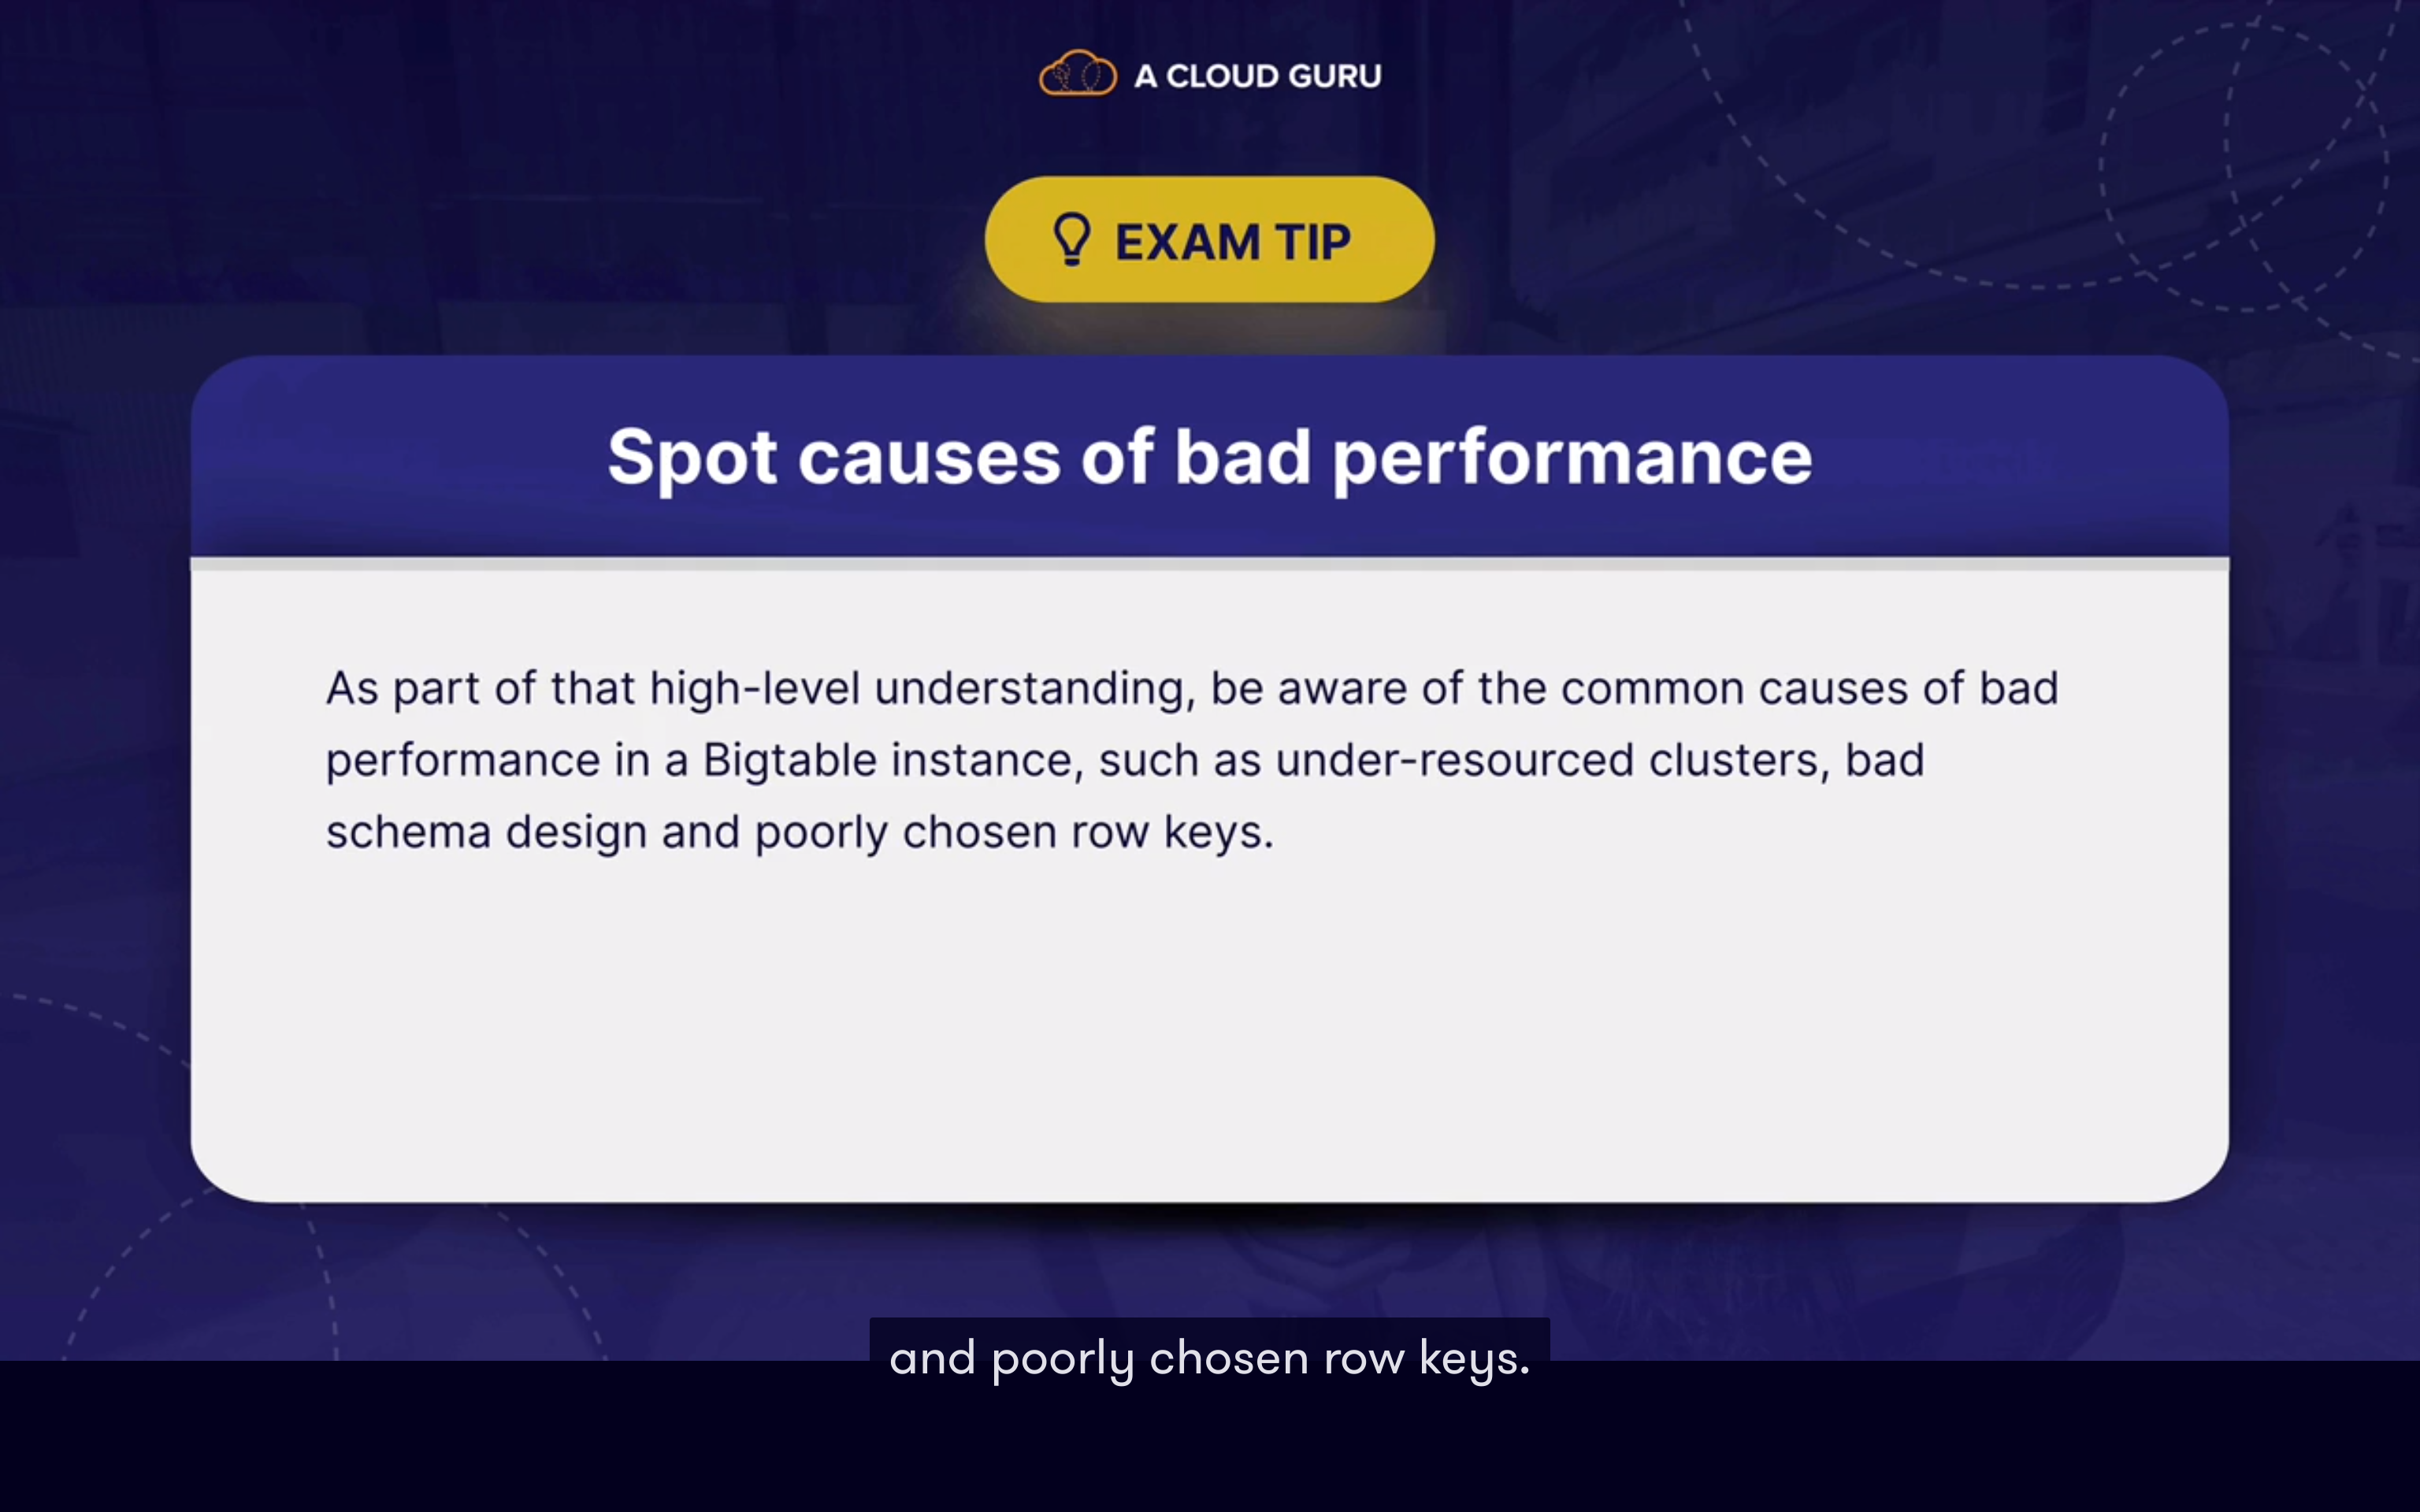 A CLOUD GURU
EXAM TIP
Spot causes of bad performance
As part of that high-level understanding, be aware of the common causes of bad
performance in a Bigtable instance, such as under-resourced clusters, bad
schema design and poorly chosen row keys.
and poorly chosen row keys.